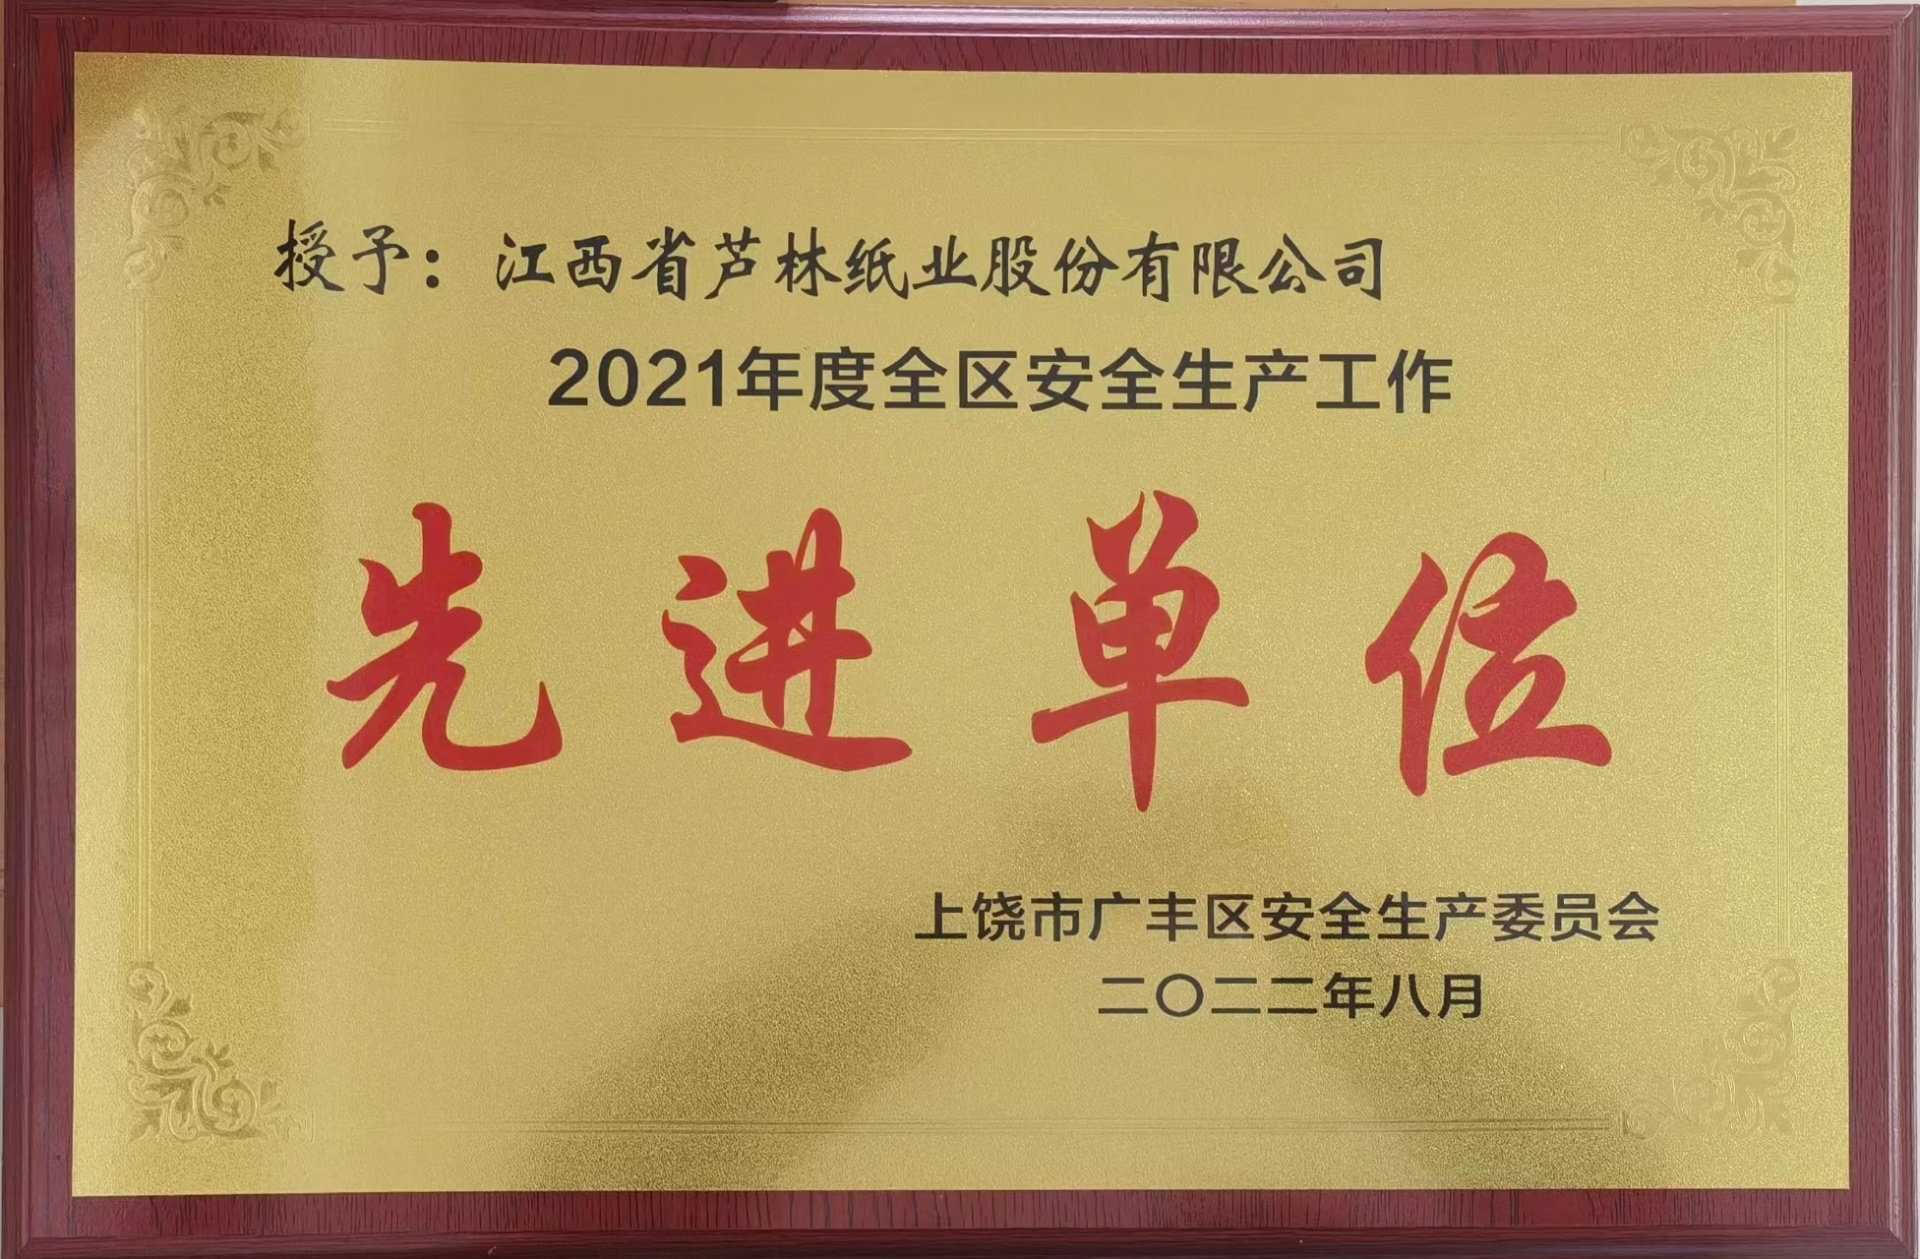 授予：江西省芦林纸业股份有限公司
2021年度全区安全生产工作
先进单位
上饶市广丰区安全生产委员会
二〇二二年八月